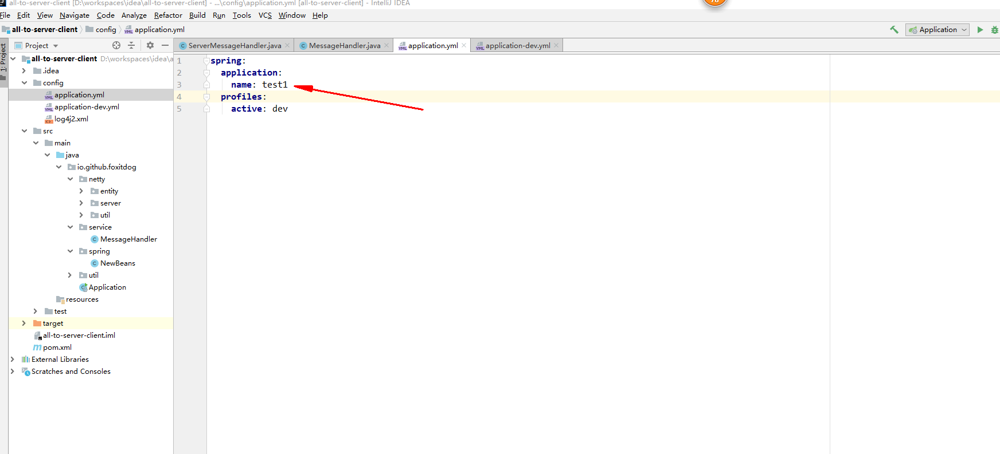 all-to-server-client [D:\workspaces\idea\all-to-server-client] - ...\config\application.yml [all-to-server-client] - IntelliJ IDEA
File Edit View Navigate Code Analyze Refactor Build Run Tools VCS Window Help
all-to-server-client config application.yml Application
1: Project
Project
ServerMessageHandler.java MessageHandler.java application.yml application-dev.yml
all-to-server-client D:\workspaces\idea\a
.idea
config
application.yml
application-dev.yml
log4j2.xml
src
main
java
io.github.foxitdog
netty
entity
server
util
service
MessageHandler
spring
NewBeans
util
Application
resources
test
target
all-to-server-client.iml
pom.xml
External Libraries
Scratches and Consoles
1 spring:
2 application:
3 name: test1
4 profiles:
5 active: dev